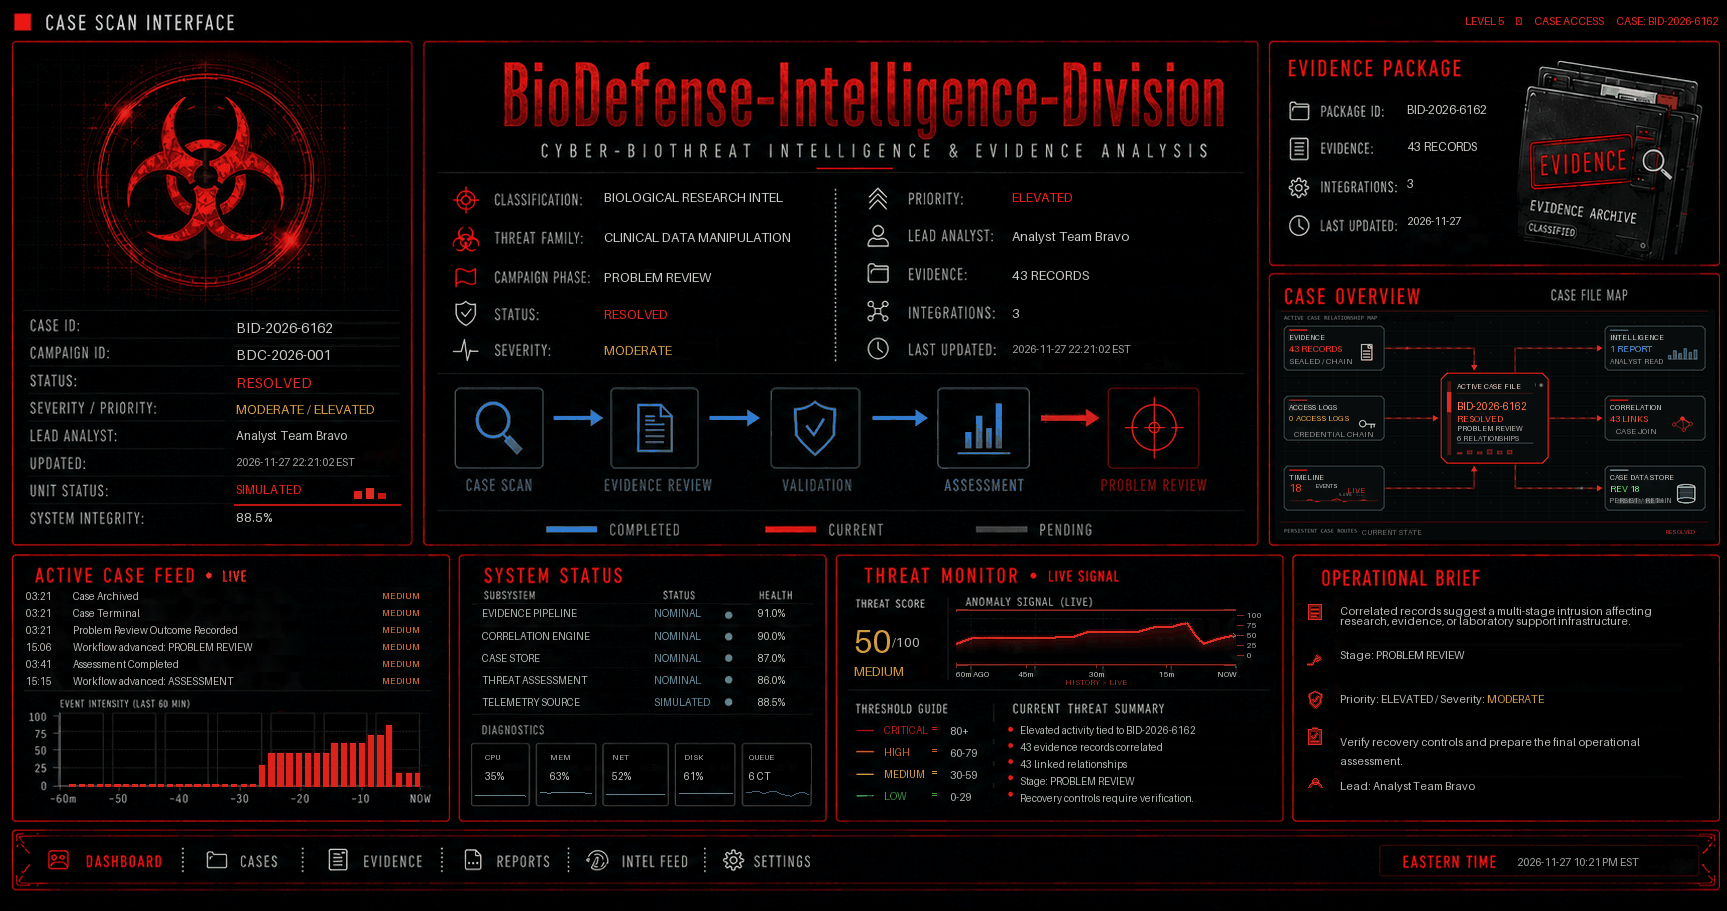 CASE SCAN INTERFACE
LEVEL 5 CASE ACCESS CASE: BID-2026-6162
CASE ID: BID-2026-6162
CAMPAIGN ID: BDC-2026-001
STATUS: RESOLVED
SEVERITY / PRIORITY: MODERATE / ELEVATED
LEAD ANALYST: Analyst Team Bravo
UPDATED: 2026-11-27 22:21:02 EST
UNIT STATUS: SIMULATED
SYSTEM INTEGRITY: 88.5%
BioDefense-Intelligence-Division
CYBER-BIOTHREAT INTELLIGENCE & EVIDENCE ANALYSIS
CLASSIFICATION: BIOLOGICAL RESEARCH INTEL
THREAT FAMILY: CLINICAL DATA MANIPULATION
CAMPAIGN PHASE: PROBLEM REVIEW
STATUS: RESOLVED
SEVERITY: MODERATE
PRIORITY: ELEVATED
LEAD ANALYST: Analyst Team Bravo
EVIDENCE: 43 RECORDS
INTEGRATIONS: 3
LAST UPDATED: 2026-11-27 22:21:02 EST
CASE SCAN EVIDENCE REVIEW VALIDATION ASSESSMENT PROBLEM REVIEW
COMPLETED CURRENT PENDING
EVIDENCE PACKAGE
PACKAGE ID: BID-2026-6162
EVIDENCE: 43 RECORDS
INTEGRATIONS: 3
LAST UPDATED: 2026-11-27
EVIDENCE
EVIDENCE ARCHIVE
CLASSIFIED
CASE OVERVIEW CASE FILE MAP
ACTIVE CASE RELATIONSHIP MAP
EVIDENCE
43 RECORDS
SEALED / CHAIN
ACCESS LOGS
0 ACCESS LOGS
CREDENTIAL CHAIN
TIMELINE
18 EVENTS LIVE
ACTIVE CASE FILE
BID-2026-6162
RESOLVED
PROBLEM REVIEW
6 RELATIONSHIPS
INTELLIGENCE
1 REPORT
ANALYST READ
CORRELATION
43 LINKS
CASE JOIN
CASE DATASTORE
REV 18
PERSISTENT CASE ROUTES CURRENT STATE RESOLVED
ACTIVE CASE FEED • LIVE
03:21 Case Archived MEDIUM
03:21 Case Terminal MEDIUM
03:21 Problem Review Outcome Recorded MEDIUM
15:06 Workflow advanced: PROBLEM REVIEW MEDIUM
03:41 Assessment Completed MEDIUM
15:15 Workflow advanced: ASSESSMENT MEDIUM
EVENT INTENSITY (LAST 60 MIN)
100
75
50
25
0
-60m -50 -40 -30 -20 -10 NOW
SYSTEM STATUS
SUBSYSTEM STATUS HEALTH
EVIDENCE PIPELINE NOMINAL 91.0%
CORRELATION ENGINE NOMINAL 90.0%
CASE STORE NOMINAL 87.0%
THREAT ASSESSMENT NOMINAL 86.0%
TELEMETRY SOURCE SIMULATED 88.5%
DIAGNOSTICS
CPU MEM NET DISK QUEUE
35% 63% 52% 61% 6 CT
THREAT MONITOR • LIVE SIGNAL
THREAT SCORE
50/100
MEDIUM
ANOMALY SIGNAL (LIVE)
100
75
50
25
0
60m AGO 45m 30m 15m NOW
HISTORY > LIVE
THRESHOLD GUIDE
CRITICAL = 80+
HIGH = 60-79
MEDIUM = 30-59
LOW = 0-29
CURRENT THREAT SUMMARY
Elevated activity tied to BID-2026-6162
43 evidence records correlated
43 linked relationships
Stage: PROBLEM REVIEW
Recovery controls require verification.
OPERATIONAL BRIEF
Correlated records suggest a multi-stage intrusion affecting
research, evidence, or laboratory support infrastructure.
Stage: PROBLEM REVIEW
Priority: ELEVATED / Severity: MODERATE
Verify recovery controls and prepare the final operational
assessment.
Lead: Analyst Team Bravo
DASHBOARD CASES EVIDENCE REPORTS INTEL FEED SETTINGS
EASTERN TIME 2026-11-27 10:21 PM EST